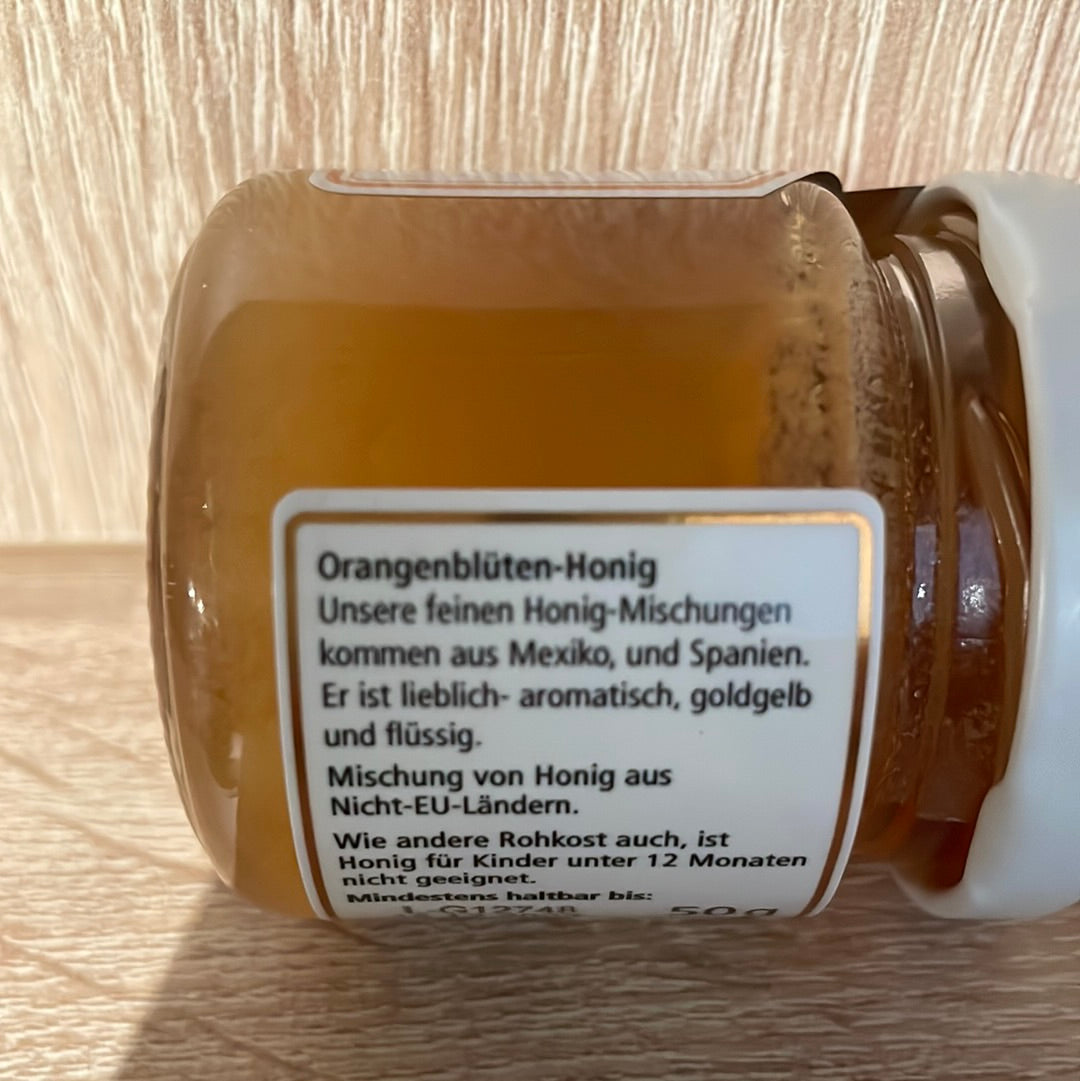 Orangenblüten-Honig
Unsere feinen Honig-Mischungen
kommen aus Mexiko, und Spanien.
Er ist lieblich- aromatisch, goldgelb
und flüssig.
Mischung von Honig aus
Nicht-EU-Ländern.
Wie andere Rohkost auch, ist
Honig für Kinder unter 12 Monaten
nicht geeignet.
Mindestens haltbar bis:
L-G12748 50 g